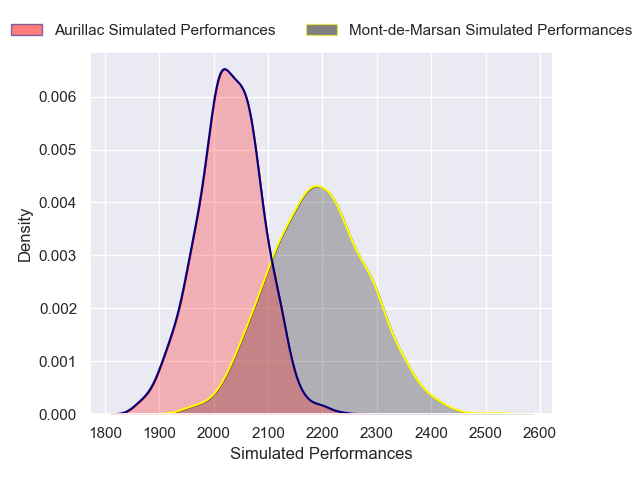 Aurillac Simulated Performances Mont-de-Marsan Simulated Performances
0.006
0.005
0.004
0.003
0.002
0.001
0.000
Density
1800 1900 2000 2100 2200 2300 2400 2500 2600
Simulated Performances